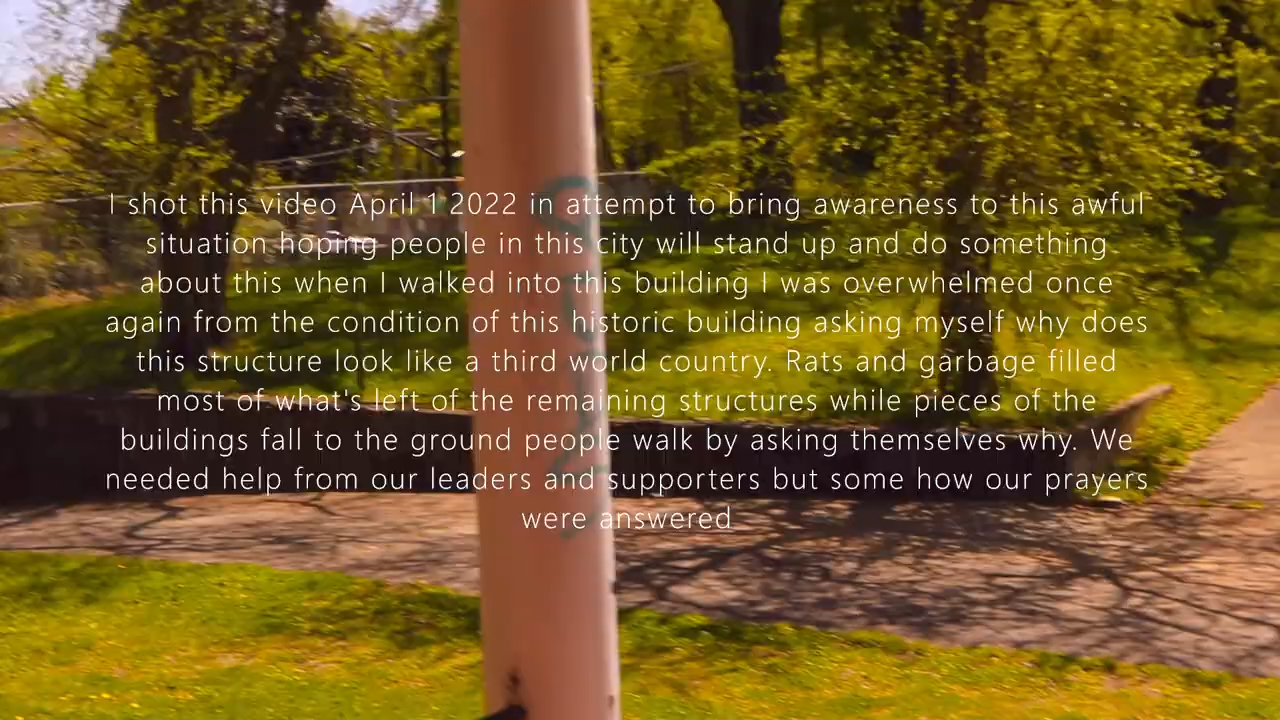 I shot this video April 1 2022 in attempt to bring awareness to this awful
situation hoping people in this city will stand up and do something
about this when I walked into this building I was overwhelmed once
again from the condition of this historic building asking myself why does
this structure look like a third world country. Rats and garbage filled
most of what's left of the remaining structures while pieces of the
buildings fall to the ground people walk by asking themselves why. We
needed help from our leaders and supporters but some how our prayers
were answered